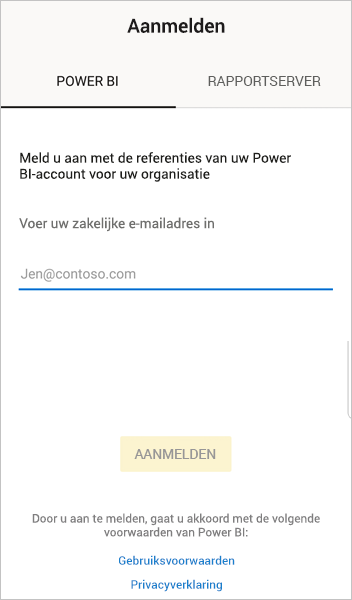 Aanmelden
POWER BI RAPPORTSERVER
Meld u aan met de referenties van uw Power
BI-account voor uw organisatie
Voer uw zakelijke e-mailadres in
Jen@contoso.com
AANMELDEN
Door u aan te melden, gaat u akkoord met de volgende
voorwaarden van Power BI:
Gebruiksvoorwaarden
Privacyverklaring